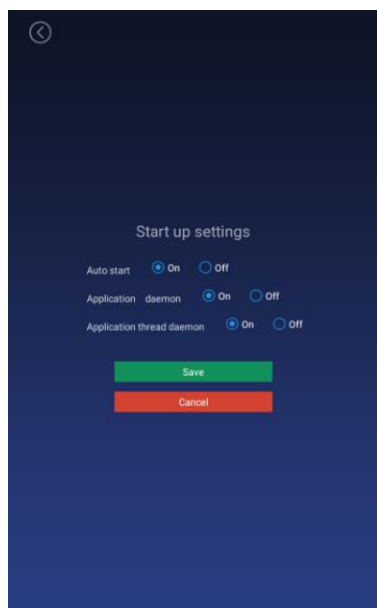 Start up settings
Auto start On Off
Application daemon On Off
Application thread daemon On Off
Save
Cancel